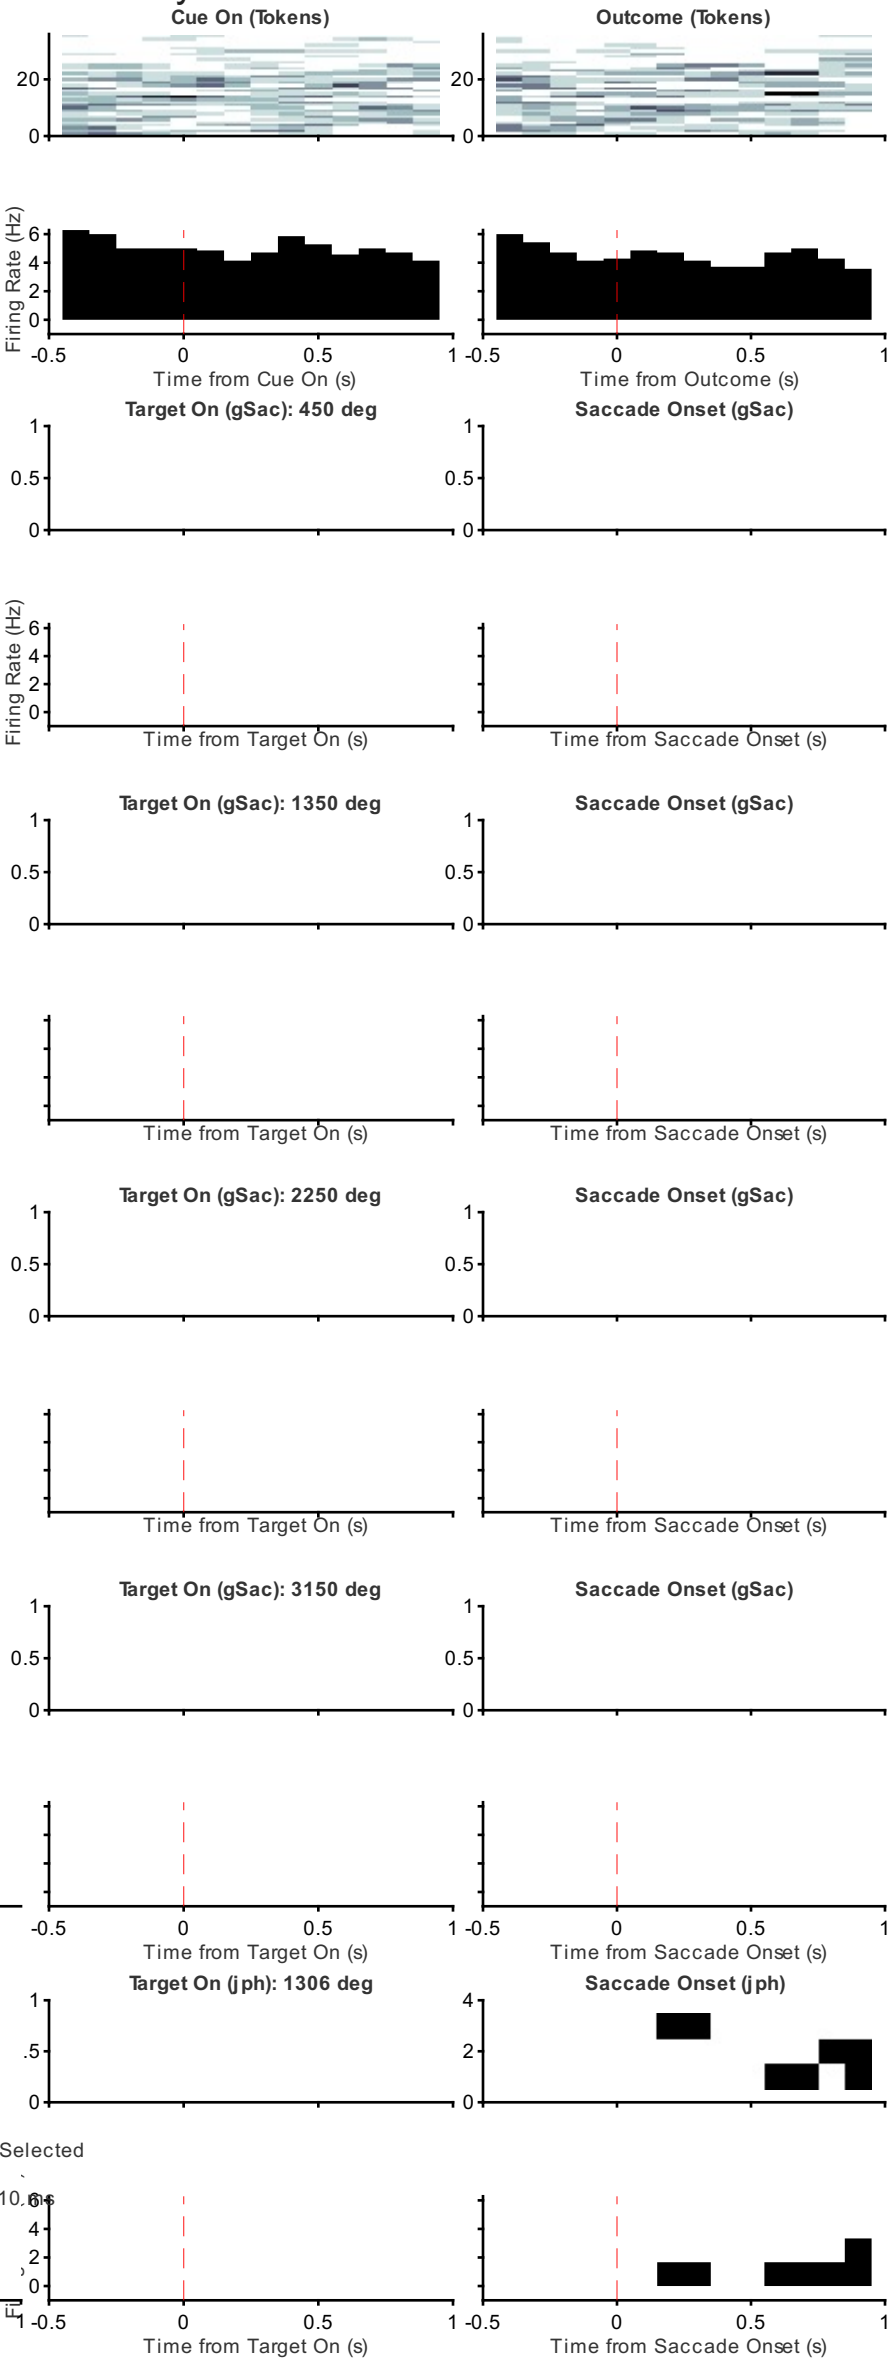 Cue On (Tokens) Outcome (Tokens)
20 20
0 0
Firing Rate (Hz)
6 6
4 4
2 2
0 0
-0.5 0 0.5 1 -0.5 0 0.5 1
Time from Cue On (s) Time from Outcome (s)
Target On (gSac): 450 deg Saccade Onset (gSac)
1 1
0.5 0.5
0 0
Firing Rate (Hz)
6
4
2
0
Time from Target On (s) Time from Saccade Onset (s)
Target On (gSac): 1350 deg Saccade Onset (gSac)
1 1
0.5 0.5
0 0
Time from Target On (s) Time from Saccade Onset (s)
Target On (gSac): 2250 deg Saccade Onset (gSac)
1 1
0.5 0.5
0 0
Time from Target On (s) Time from Saccade Onset (s)
Target On (gSac): 3150 deg Saccade Onset (gSac)
1 1
0.5 0.5
0 0
-0.5 0 0.5 1 -0.5 0 0.5 1
Time from Target On (s) Time from Saccade Onset (s)
Target On (jph): 1306 deg Saccade Onset (jph)
1 4
.5 2
0 0
Selected
10 ms
6
4
2
0
1 -0.5 0 0.5 1 -0.5 0 0.5 1
Time from Target On (s) Time from Saccade Onset (s)